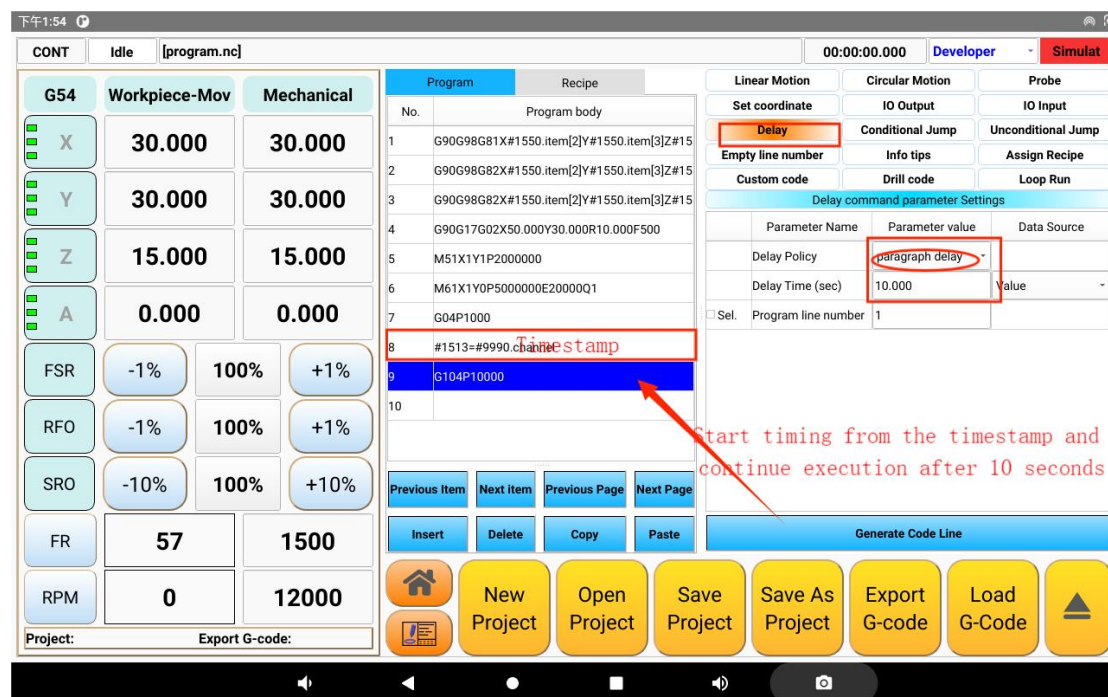 下午1:54
CONT Idle [program.nc] 00:00:00.000 Developer Simulat
G54 Workpiece-Mov Mechanical
X 30.000 30.000
Y 30.000 30.000
Z 15.000 15.000
A 0.000 0.000
FSR -1% 100% +1%
RFO -1% 100% +1%
SRO -10% 100% +10%
FR 57 1500
RPM 0 12000
Project: Export G-code:
Program Recipe
No. Program body
1 G90G98G81X#1550.item[2]Y#1550.item[3]Z#15
2 G90G98G82X#1550.item[2]Y#1550.item[3]Z#15
3 G90G98G82X#1550.item[2]Y#1550.item[3]Z#15
4 G90G17G02X50.000Y30.000R10.000F500
5 M51X1Y1P2000000
6 M61X1Y0P5000000E20000Q1
7 G04P1000
8 #1513=#9990.channel
Timestamp
9 G104P10000
10
Previous Item Next item Previous Page Next Page
Insert Delete Copy Paste
Linear Motion Circular Motion Probe
Set coordinate IO Output IO Input
Delay Conditional Jump Unconditional Jump
Empty line number Info tips Assign Recipe
Custom code Drill code Loop Run
Delay command parameter Settings
Parameter Name Parameter value Data Source
Delay Policy paragraph delay
Delay Time (sec) 10.000 Value
Sel. Program line number 1
Start timing from the timestamp and
continue execution after 10 seconds
Generate Code Line
New
Project
Open
Project
Save
Project
Save As
Project
Export
G-code
Load
G-Code